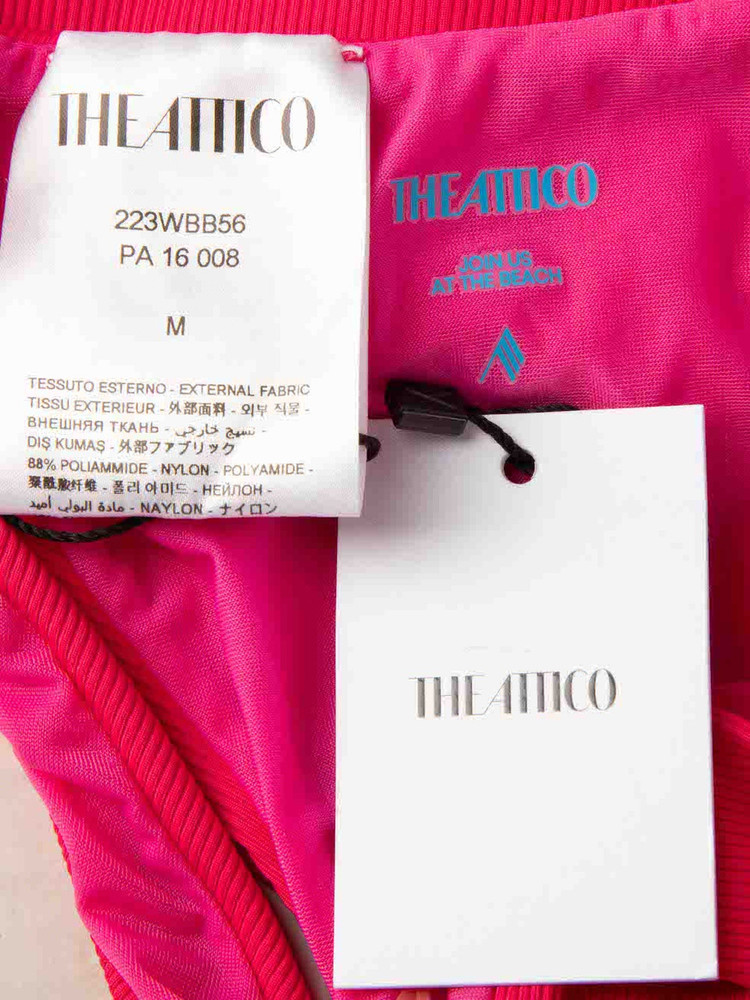 THEATTICO
223WBB56
PA 16 008
M
TESSUTO ESTERNO - EXTERNAL FABRIC
TISSU EXTERIEUR - 外部面料 - 외부 직물 -
ВНЕШНЯЯ ТКАНЬ - نسيج خارجي -
DIŞ KUMAŞ - 外部ファブリック
88% POLIAMMIDE - NYLON - POLYAMIDE -
聚酰胺纤维 - 폴리 아미드 - НЕЙЛОН -
مادة البولي أميد - NAYLON - ナイロン
THEATTICO
JOIN US
AT THE BEACH
THEATTICO